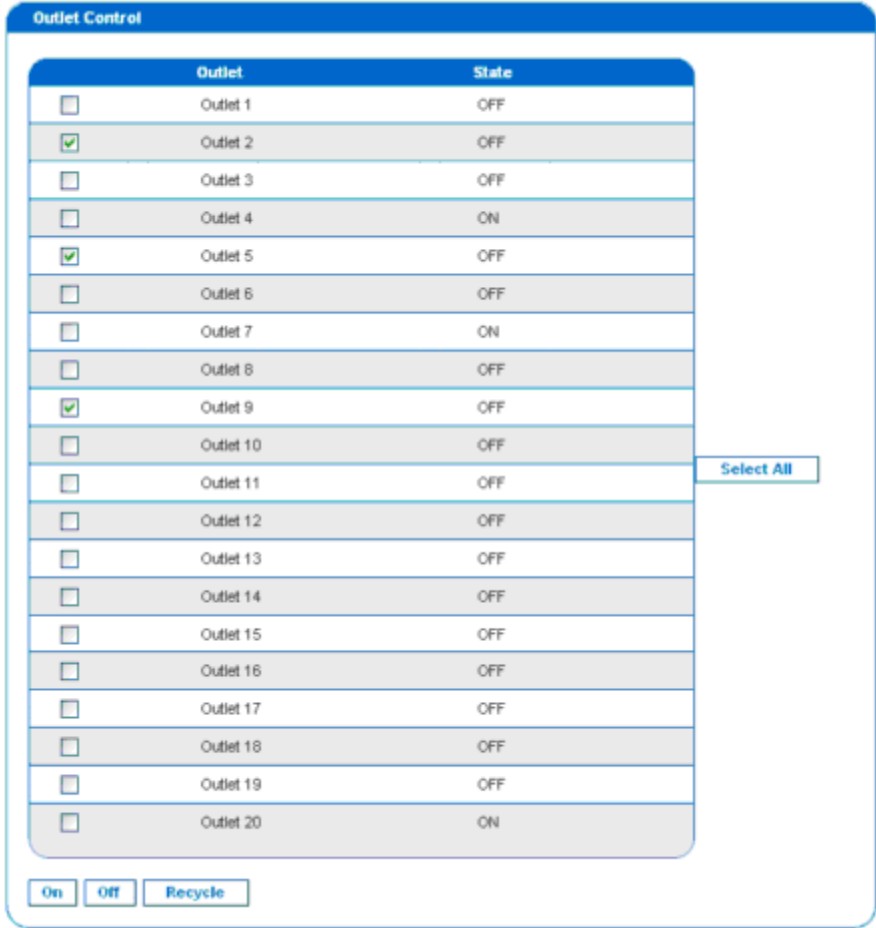 Outlet Control
Outlet State
Outlet 1 OFF
Outlet 2 OFF
Outlet 3 OFF
Outlet 4 ON
Outlet 5 OFF
Outlet 6 OFF
Outlet 7 ON
Outlet 8 OFF
Outlet 9 OFF
Outlet 10 OFF
Select All
Outlet 11 OFF
Outlet 12 OFF
Outlet 13 OFF
Outlet 14 OFF
Outlet 15 OFF
Outlet 16 OFF
Outlet 17 OFF
Outlet 18 OFF
Outlet 19 OFF
Outlet 20 ON
On Off Recycle